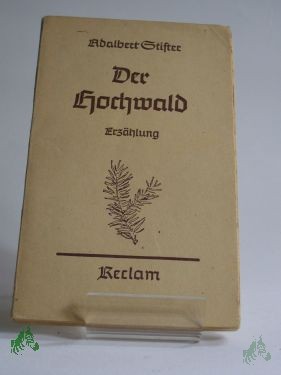 Adalbert Stifter
Der
Hochwald
Erzählung
Reclam